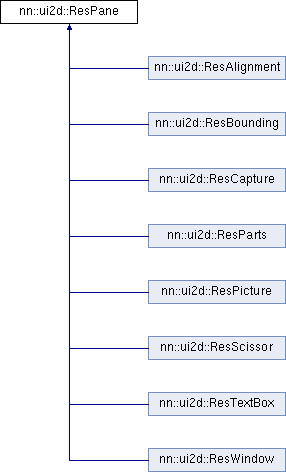 nn::ui2d::ResPane
nn::ui2d::ResAlignment
nn::ui2d::ResBounding
nn::ui2d::ResCapture
nn::ui2d::ResParts
nn::ui2d::ResPicture
nn::ui2d::ResScissor
nn::ui2d::ResTextBox
nn::ui2d::ResWindow